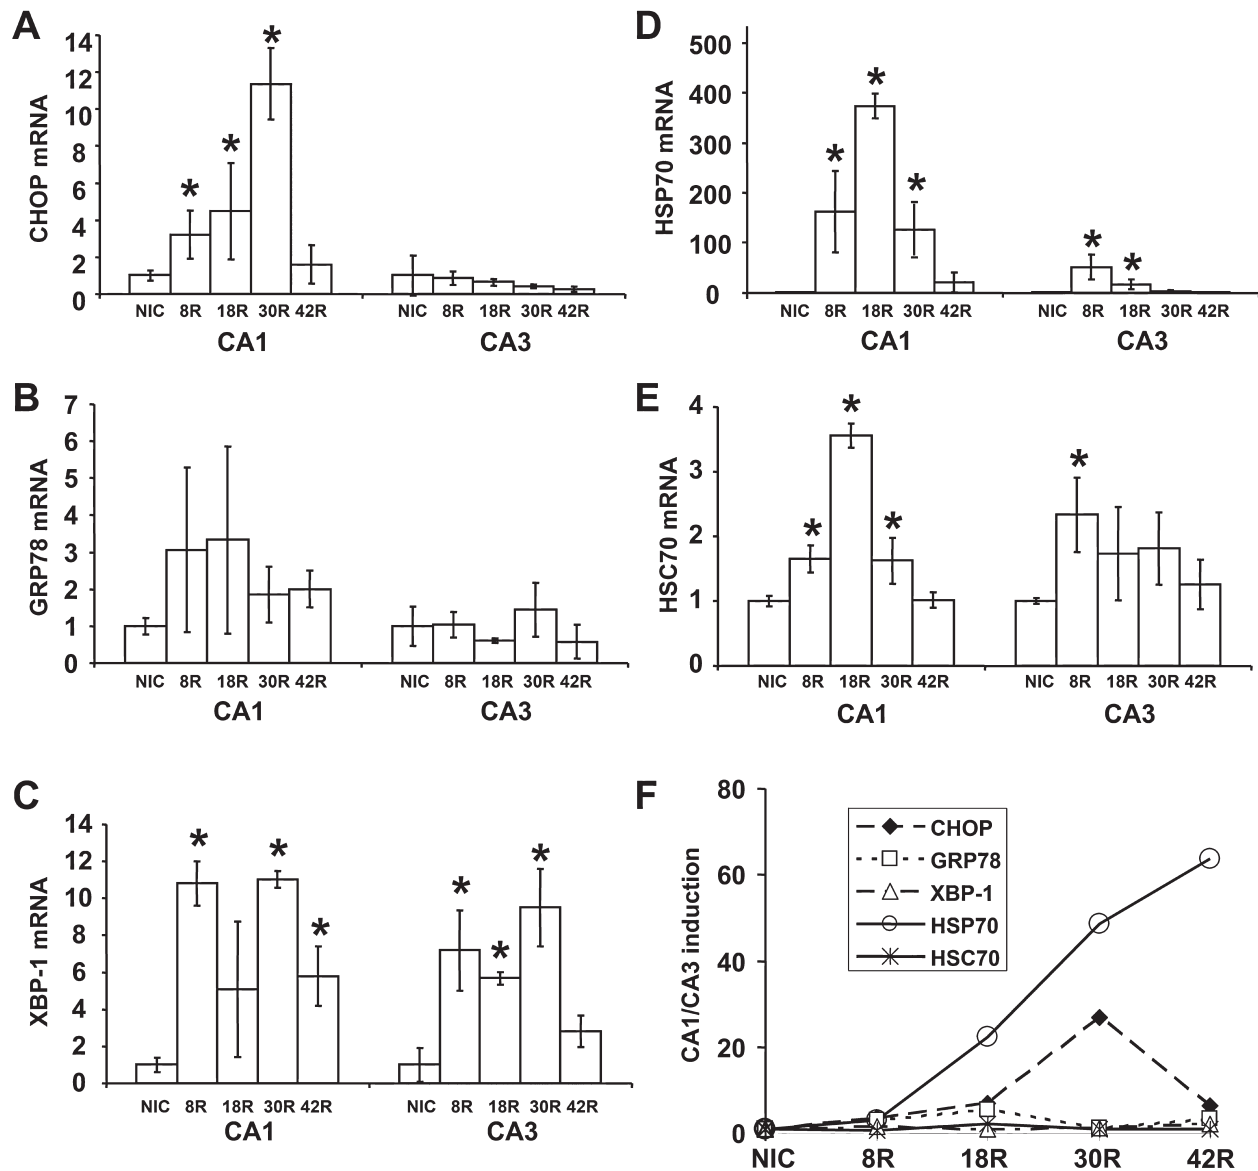 A
CHOP mRNA
14
12
10
8
6
4
2
0
* * *
NIC 8R 18R 30R 42R NIC 8R 18R 30R 42R
CA1 CA3
B
GRP78 mRNA
7
6
5
4
3
2
1
0
NIC 8R 18R 30R 42R NIC 8R 18R 30R 42R
CA1 CA3
C
XBP-1 mRNA
14
12
10
8
6
4
2
0
* * * * * *
NIC 8R 18R 30R 42R NIC 8R 18R 30R 42R
CA1 CA3
D
HSP70 mRNA
500
400
300
200
100
0
* * * * *
NIC 8R 18R 30R 42R NIC 8R 18R 30R 42R
CA1 CA3
E
HSC70 mRNA
4
3
2
1
0
* * * *
NIC 8R 18R 30R 42R NIC 8R 18R 30R 42R
CA1 CA3
F
CA1/CA3 induction
80
60
40
20
0
CHOP
GRP78
XBP-1
HSP70
HSC70
NIC 8R 18R 30R 42R